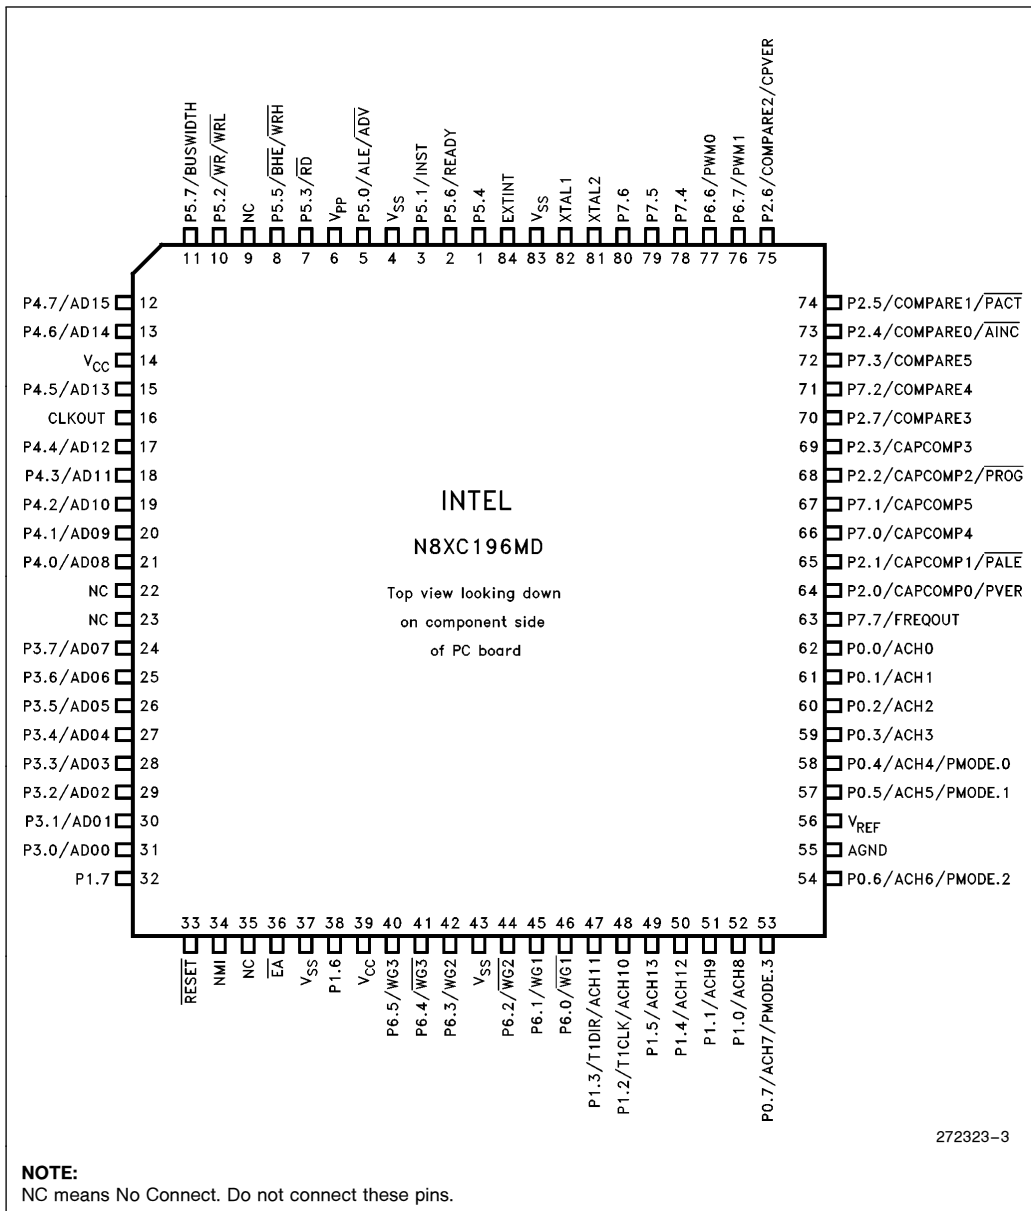 P5.7/BUSWIDTH
P5.2/WR/WRL
NC
P5.5/BHE/WRH
P5.3/RD
VPP
P5.0/ALE/ADV
VSS
P5.1/INST
P5.6/READY
P5.4
EXTINT
VSS
XTAL1
XTAL2
P7.6
P7.5
P7.4
P6.6/PWM0
P6.7/PWM1
P2.6/COMPARE2/CPVER
11 10 9 8 7 6 5 4 3 2 1 84 83 82 81 80 79 78 77 76 75
P4.7/AD15 12
P4.6/AD14 13
VCC 14
P4.5/AD13 15
CLKOUT 16
P4.4/AD12 17
P4.3/AD11 18
P4.2/AD10 19
P4.1/AD09 20
P4.0/AD08 21
NC 22
NC 23
P3.7/AD07 24
P3.6/AD06 25
P3.5/AD05 26
P3.4/AD04 27
P3.3/AD03 28
P3.2/AD02 29
P3.1/AD01 30
P3.0/AD00 31
P1.7 32
INTEL
N8XC196MD
Top view looking down
on component side
of PC board
74 P2.5/COMPARE1/PACT
73 P2.4/COMPARE0/AINC
72 P7.3/COMPARE5
71 P7.2/COMPARE4
70 P2.7/COMPARE3
69 P2.3/CAPCOMP3
68 P2.2/CAPCOMP2/PROG
67 P7.1/CAPCOMP5
66 P7.0/CAPCOMP4
65 P2.1/CAPCOMP1/PALE
64 P2.0/CAPCOMP0/PVER
63 P7.7/FREQOUT
62 P0.0/ACH0
61 P0.1/ACH1
60 P0.2/ACH2
59 P0.3/ACH3
58 P0.4/ACH4/PMODE.0
57 P0.5/ACH5/PMODE.1
56 VREF
55 AGND
54 P0.6/ACH6/PMODE.2
33 34 35 36 37 38 39 40 41 42 43 44 45 46 47 48 49 50 51 52 53
RESET
NMI
NC
EA
VSS
P1.6
VCC
P6.5/WG3
P6.4/WG3
P6.3/WG2
VSS
P6.2/WG2
P6.1/WG1
P6.0/WG1
P1.3/T1DIR/ACH11
P1.2/T1CLK/ACH10
P1.5/ACH13
P1.4/ACH12
P1.1/ACH9
P1.0/ACH8
P0.7/ACH7/PMODE.3
272323-3
NOTE:
NC means No Connect. Do not connect these pins.